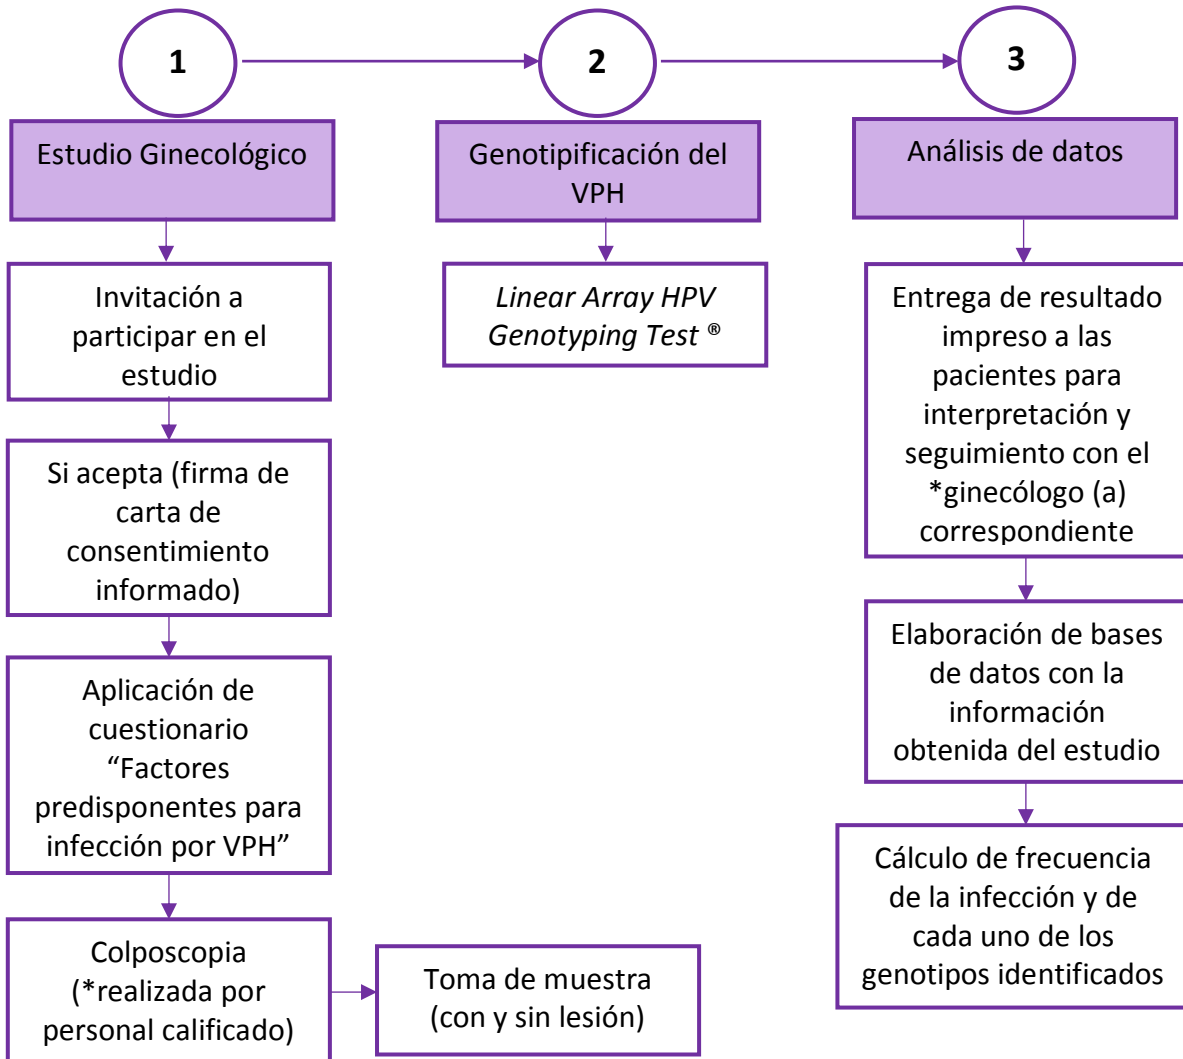 1
Estudio Ginecológico
Invitación a
participar en el
estudio
Si acepta (firma de
carta de
consentimiento
informado)
Aplicación de
cuestionario
“Factores
predisponentes para
infección por VPH”
Colposcopia
(*realizada por
personal calificado)
Toma de muestra
(con y sin lesión)
2
Genotipificación del
VPH
Linear Array HPV
Genotyping Test ®
3
Análisis de datos
Entrega de resultado
impreso a las
pacientes para
interpretación y
seguimiento con el
*ginecólogo (a)
correspondiente
Elaboración de bases
de datos con la
información
obtenida del estudio
Cálculo de frecuencia
de la infección y de
cada uno de los
genotipos identificados